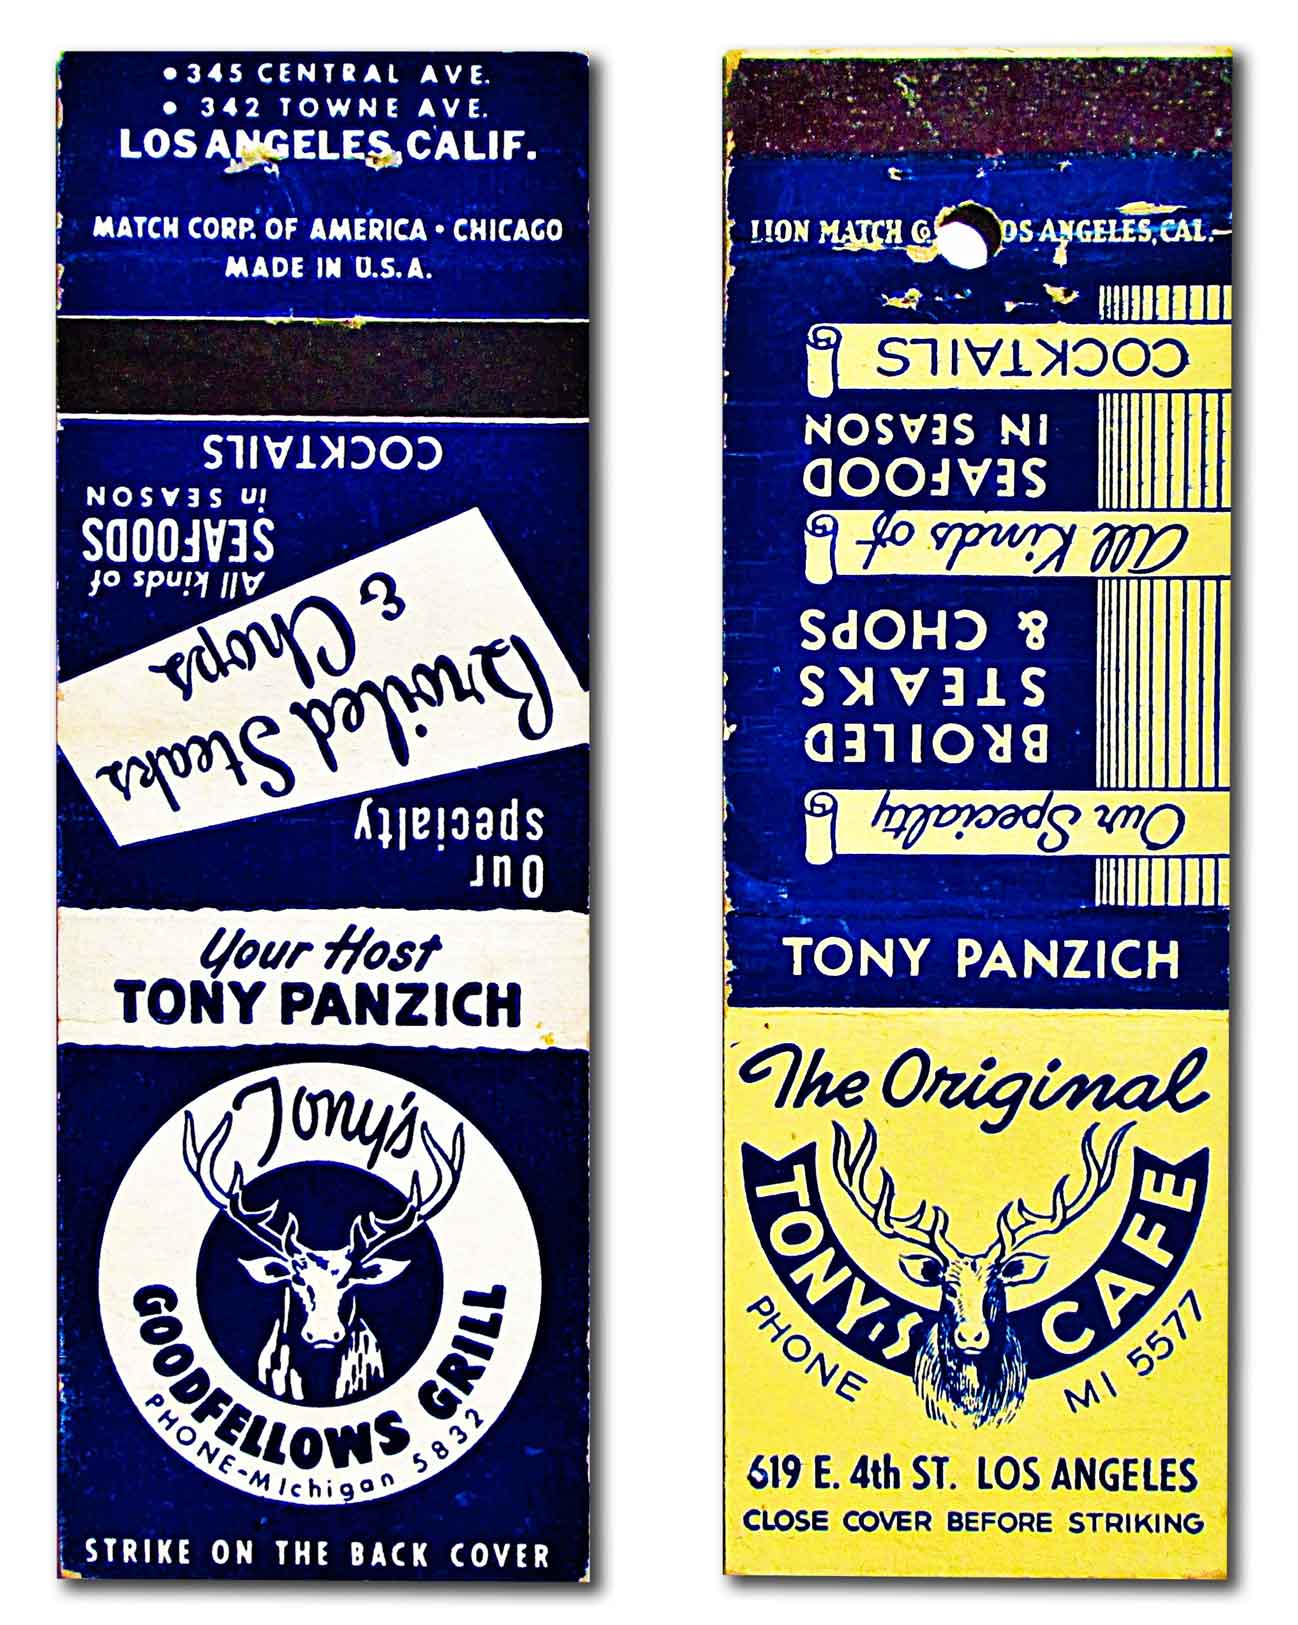 • 345 CENTRAL AVE.
• 342 TOWNE AVE.
LOS ANGELES, CALIF.
MATCH CORP. OF AMERICA • CHICAGO
MADE IN U.S.A.
Our
specialty
Broiled Steaks
& Chops
All kinds of
SEAFOODS
in SEASON
COCKTAILS
Your Host
TONY PANZICH
Tony's
GOODFELLOWS GRILL
PHONE-MIchigan 5832
STRIKE ON THE BACK COVER
LION MATCH LOS ANGELES, CAL.
Our Specialty
BROILED
STEAKS
& CHOPS
All Kinds of
SEAFOOD
IN SEASON
COCKTAILS
TONY PANZICH
The Original
TONY'S CAFE
PHONE MI 5577
619 E. 4th ST. LOS ANGELES
CLOSE COVER BEFORE STRIKING